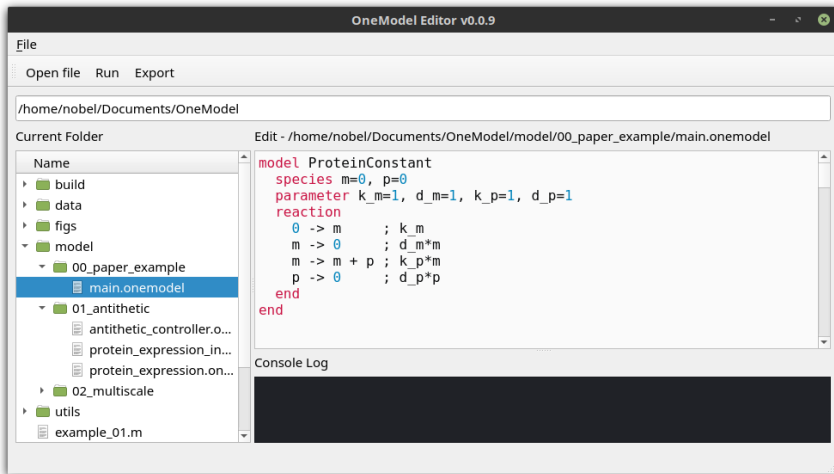 OneModel Editor v0.0.9
File
Open file Run Export
/home/nobel/Documents/OneModel
Current Folder
Name
build
data
figs
model
00_paper_example
main.onemodel
01_antithetic
antithetic_controller.o...
protein_expression_in...
protein_expression.on...
02_multiscale
utils
example_01.m
Edit - /home/nobel/Documents/OneModel/model/00_paper_example/main.onemodel
model ProteinConstant
  species m=0, p=0
  parameter k_m=1, d_m=1, k_p=1, d_p=1
  reaction
    0 -> m     ; k_m
    m -> 0     ; d_m*m
    m -> m + p ; k_p*m
    p -> 0     ; d_p*p
  end
end
Console Log